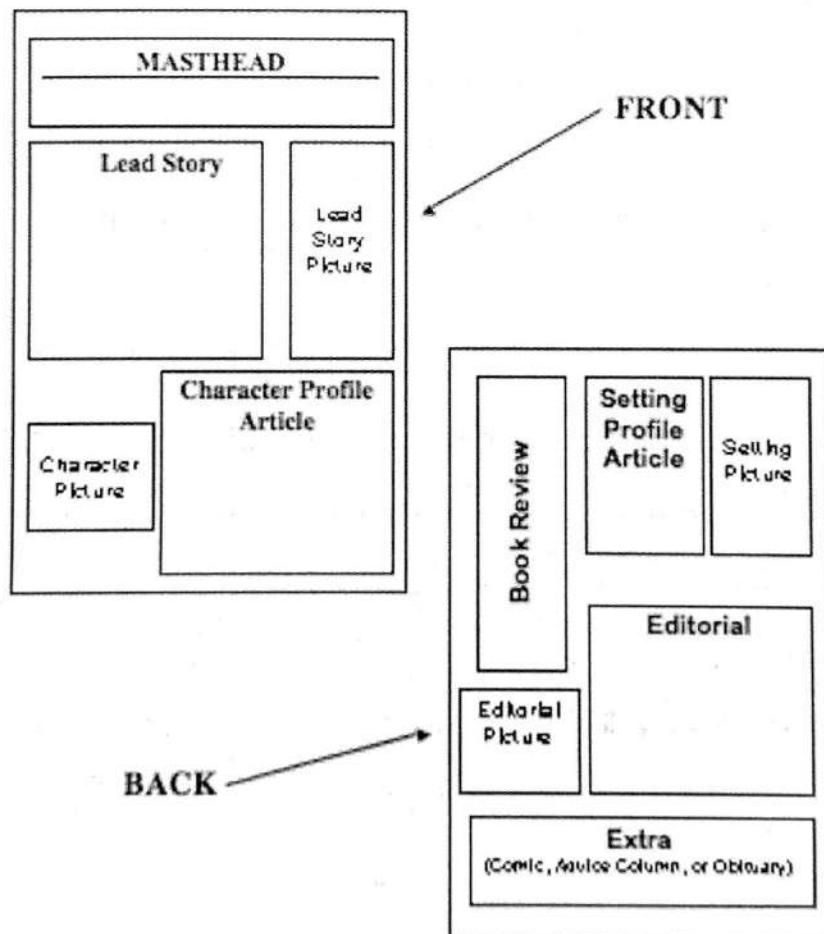 MASTHEAD
FRONT
Lead Story
Lead
Story
Picture
Character Profile
Article
Character
Picture
Book Review
Setting
Profile
Article
Setting
Picture
Editorial
Editorial
Picture
BACK
Extra
(Comic, Advice Column, or Obituary)